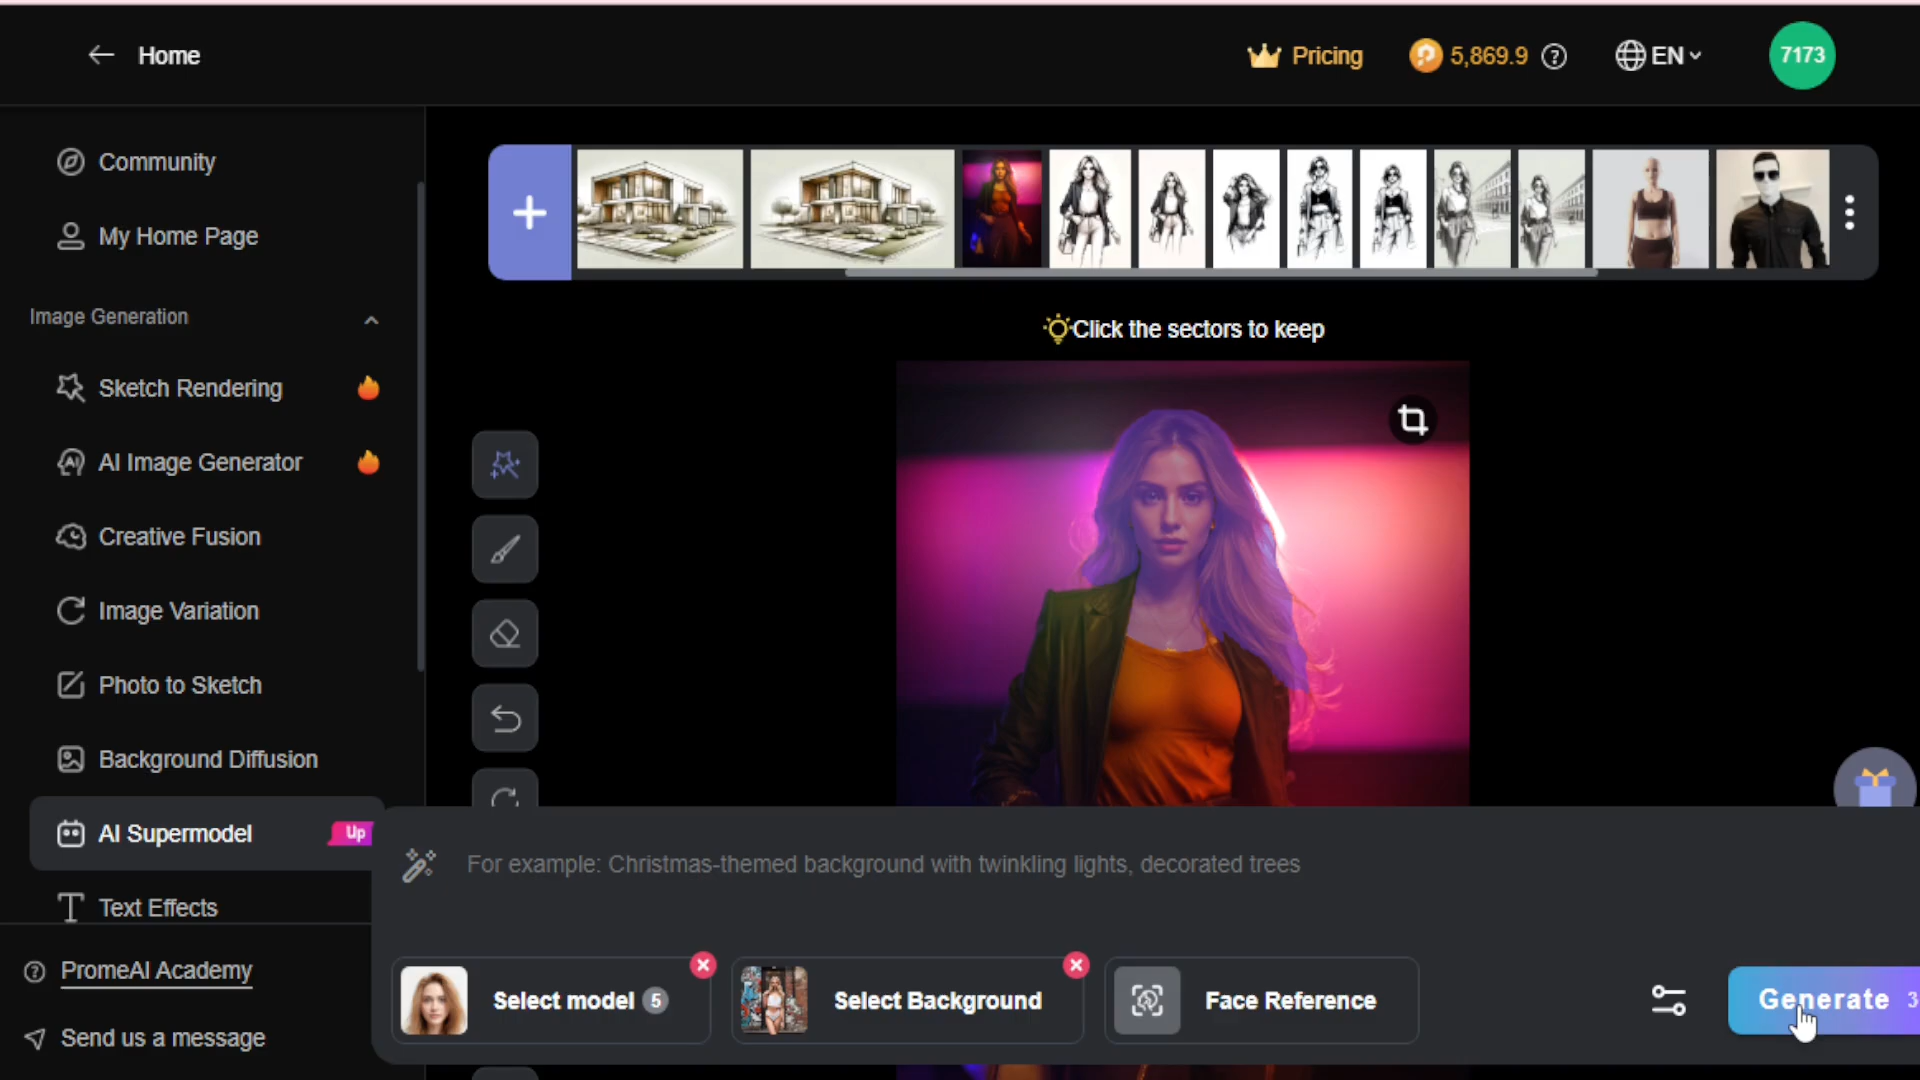 Home
Pricing
5,869.9
EN
7173
Community
My Home Page
Image Generation
Sketch Rendering
AI Image Generator
Creative Fusion
Image Variation
Photo to Sketch
Background Diffusion
AI Supermodel
Up
Text Effects
PromeAI Academy
Send us a message
Click the sectors to keep
For example: Christmas-themed background with twinkling lights, decorated trees
Select model 5
Select Background
Face Reference
Generate 3